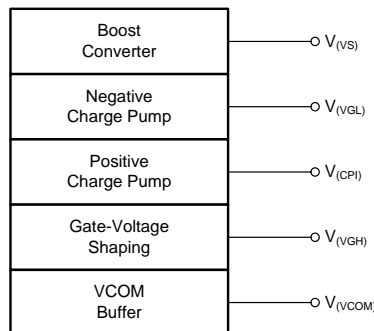 Boost
Converter
V(VS)
Negative
Charge Pump
V(VGL)
Positive
Charge Pump
V(CPI)
Gate-Voltage
Shaping
V(VGH)
VCOM
Buffer
V(VCOM)